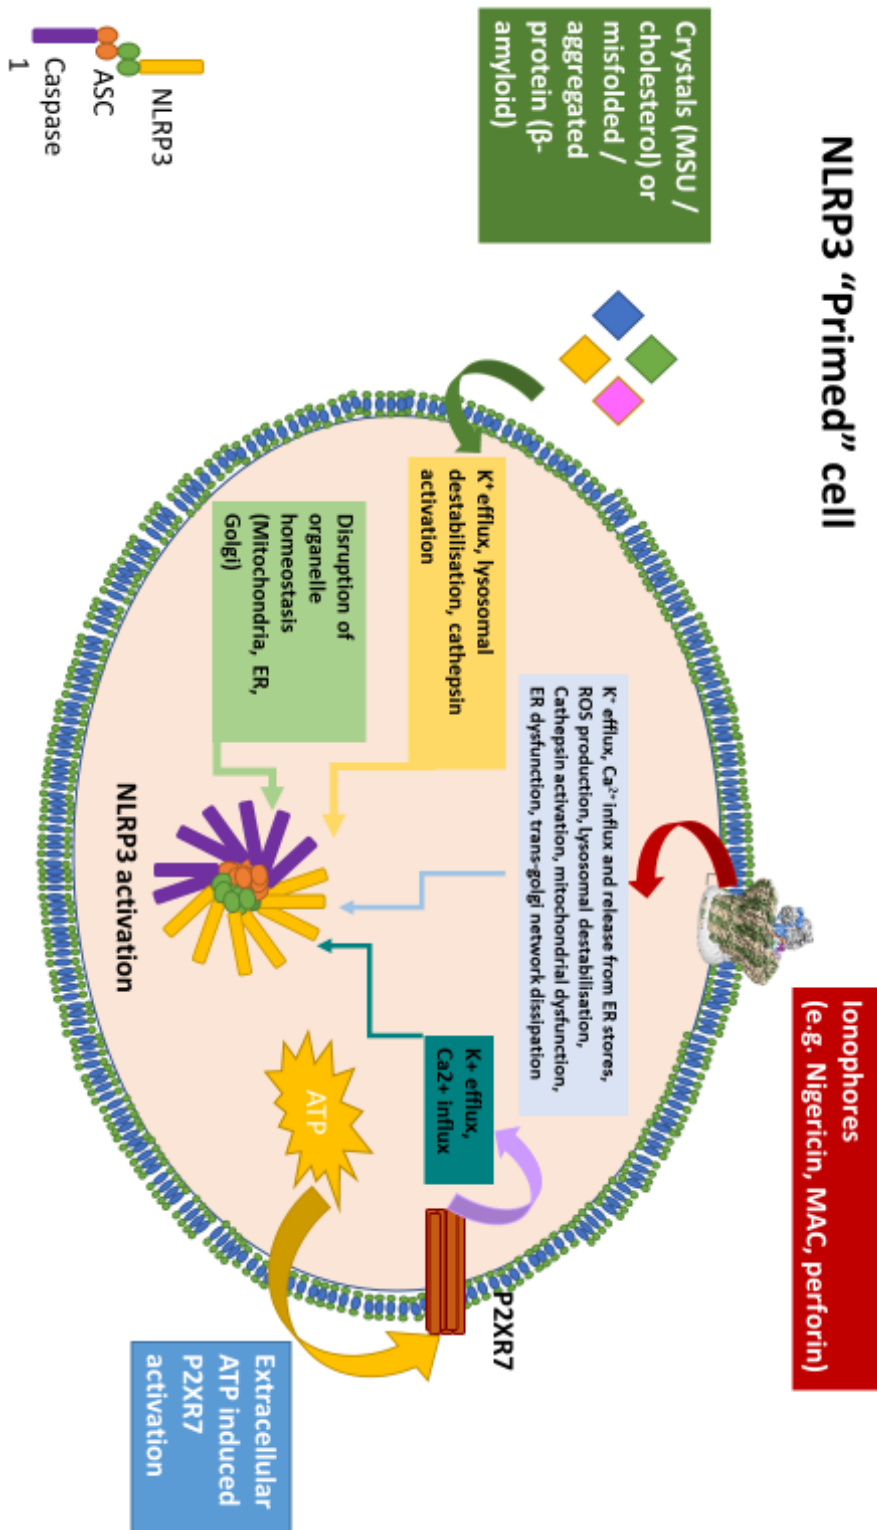 NLRP3 “Primed” cell
Crystals (MSU /
cholesterol) or
misfolded /
aggregated
protein (β-
amyloid)
Ionophores
(e.g. Nigericin, MAC, perforin)
K⁺ efflux, Ca²⁺ influx and release from ER stores,
ROS production, lysosomal destabilisation,
Cathepsin activation, mitochondrial dysfunction,
ER dysfunction, trans-golgi network dissipation
K⁺ efflux, lysosomal
destabilisation, cathepsin
activation
Disruption of
organelle
homeostasis
(Mitochondria, ER,
Golgi)
K+ efflux,
Ca2+ influx
P2XR7
ATP
NLRP3 activation
Extracellular
ATP induced
P2XR7
activation
NLRP3
ASC
Caspase
1